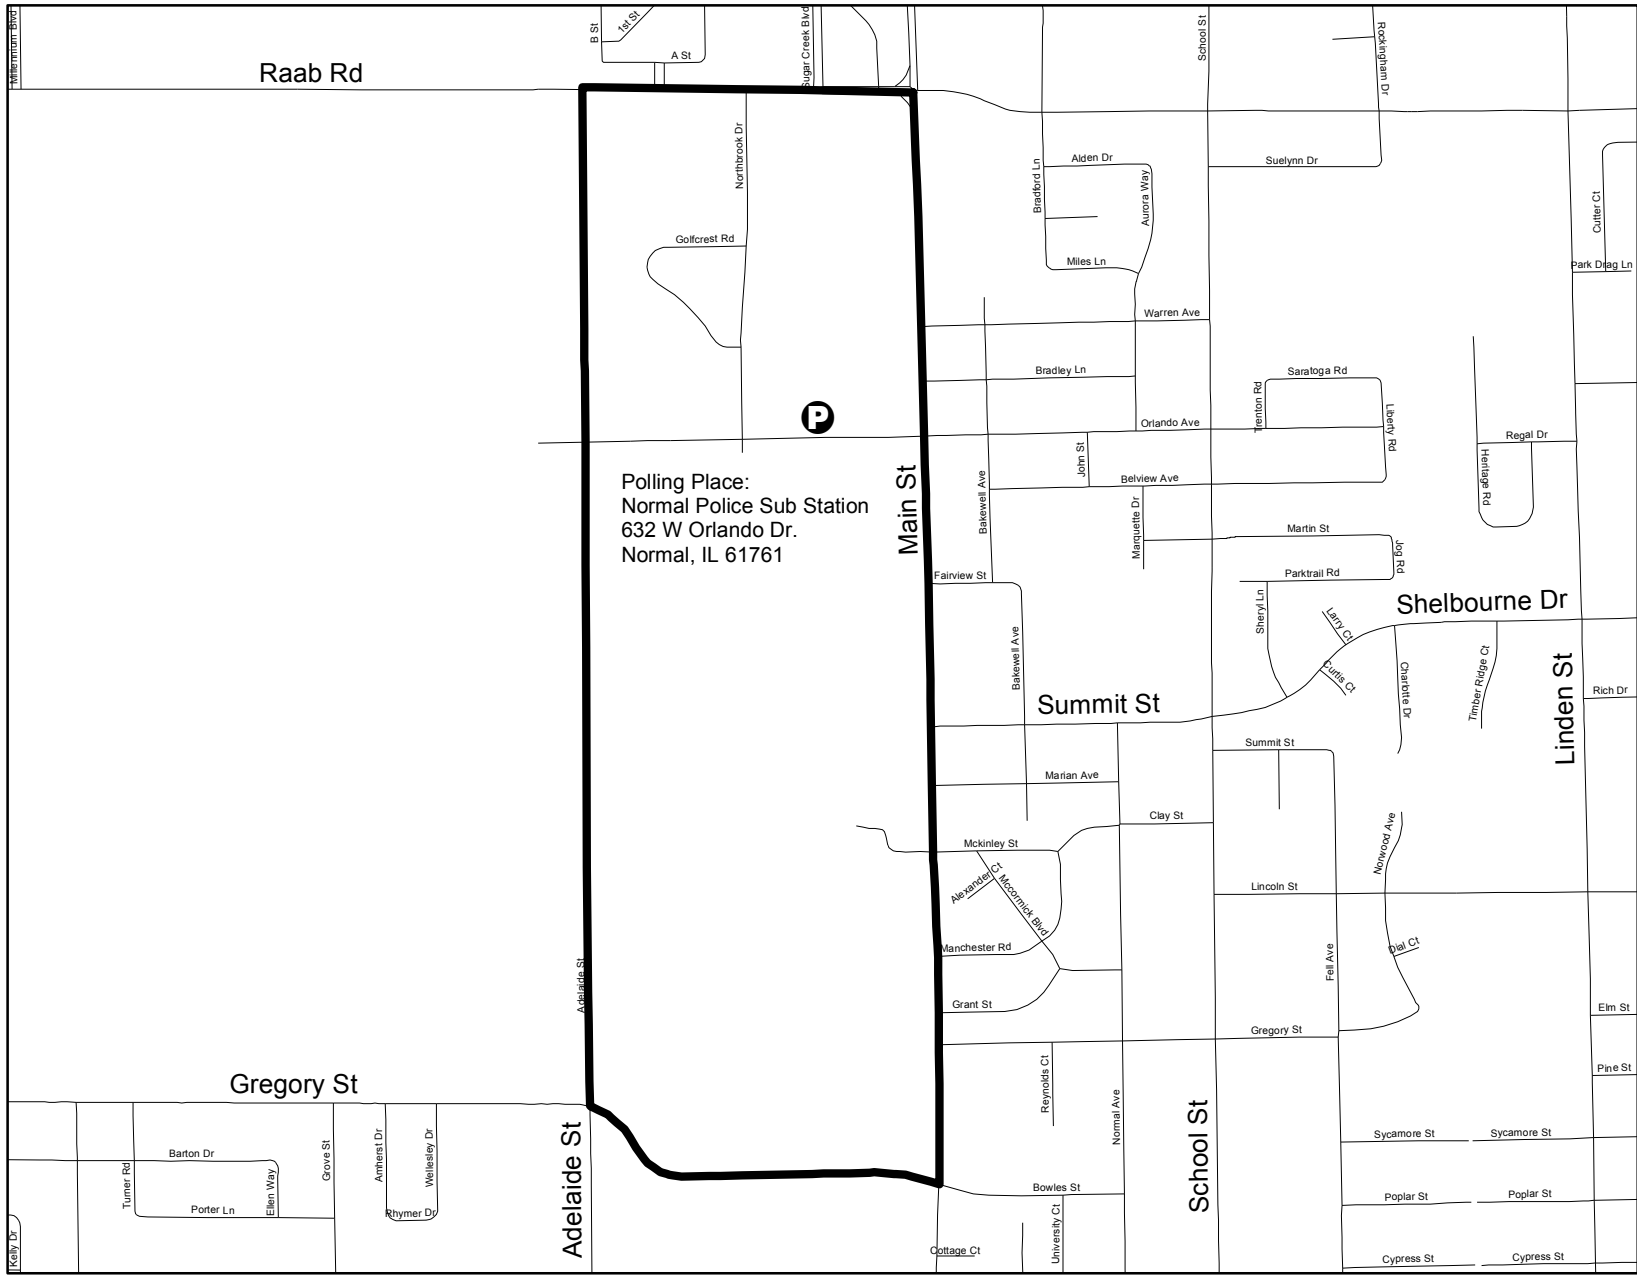 Millennium Blvd
B St
1st St
A St
Sugar Creek Blvd
School St
Rockingham Dr
Raab Rd
Northbrook Dr
Golfcrest Rd
Bradford Ln
Alden Dr
Aurora Way
Miles Ln
Suelynn Dr
Cutter Ct
Park Drag Ln
Warren Ave
Bradley Ln
Saratoga Rd
Trenton Rd
Liberty Rd
P
Orlando Ave
John St
Regal Dr
Heritage Rd
Polling Place:
Normal Police Sub Station
632 W Orlando Dr.
Normal, IL 61761
Main St
Bakewell Ave
Belview Ave
Marquette Dr
Martin St
Jog Rd
Fairview St
Parktrail Rd
Sheryl Ln
Larry Ct
Shelbourne Dr
Bakewell Ave
Curtis Ct
Charlotte Dr
Timber Ridge Ct
Linden St
Rich Dr
Summit St
Summit St
Marian Ave
Clay St
Mckinley St
Norwood Ave
Alexander Ct
Mccormick Blvd
Lincoln St
Manchester Rd
Dial Ct
Fell Ave
Adelaide St
Grant St
Elm St
Gregory St
Pine St
Gregory St
Reynolds Ct
Normal Ave
School St
Adelaide St
Barton Dr
Turner Rd
Ellen Way
Grove St
Amherst Dr
Wellesley Dr
Sycamore St
Sycamore St
Porter Ln
Rhymer Dr
Bowles St
University Ct
Poplar St
Poplar St
Kelly Dr
Cottage Ct
Cypress St
Cypress St